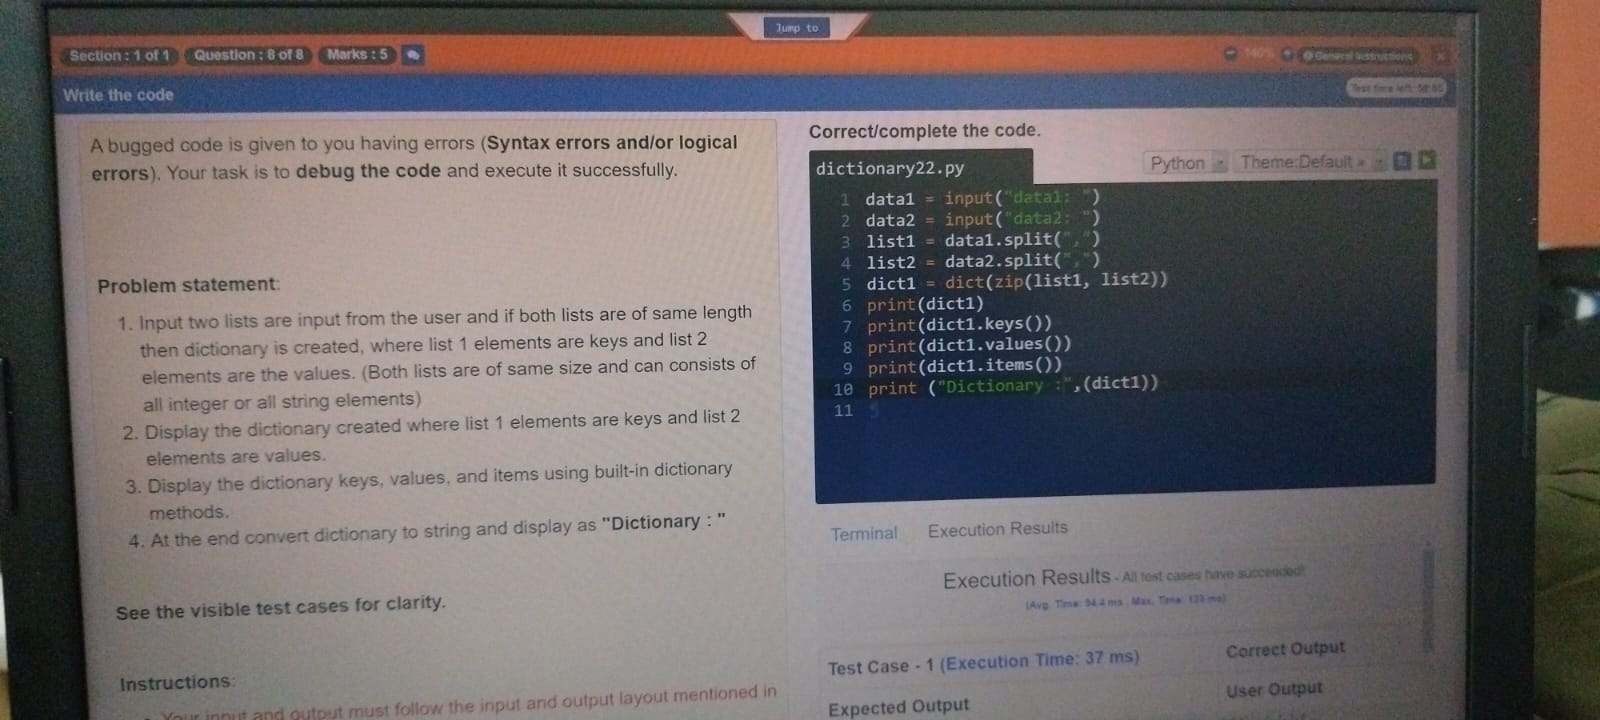 Jump to
Section : 1 of 1 Question : 8 of 8 Marks : 5
140% General Instructions x
Write the code
Test time left:
A bugged code is given to you having errors (Syntax errors and/or logical
errors). Your task is to debug the code and execute it successfully.
Problem statement:
1. Input two lists are input from the user and if both lists are of same length
then dictionary is created, where list 1 elements are keys and list 2
elements are the values. (Both lists are of same size and can consists of
all integer or all string elements)
2. Display the dictionary created where list 1 elements are keys and list 2
elements are values.
3. Display the dictionary keys, values, and items using built-in dictionary
methods.
4. At the end convert dictionary to string and display as "Dictionary : "
See the visible test cases for clarity.
Instructions:
Your input and output must follow the input and output layout mentioned in
Correct/complete the code.
dictionary22.py
Python Theme:Default »
1 data1 = input("data1: ")
2 data2 = input("data2: ")
3 list1 = data1.split(",")
4 list2 = data2.split(",")
5 dict1 = dict(zip(list1, list2))
6 print(dict1)
7 print(dict1.keys())
8 print(dict1.values())
9 print(dict1.items())
10 print ("Dictionary :",(dict1))
11
Terminal Execution Results
Execution Results - All test cases have succeeded!
(Avg. Time: 94.4 ms , Max. Time: 133 ms)
Test Case - 1 (Execution Time: 37 ms) Correct Output
Expected Output User Output